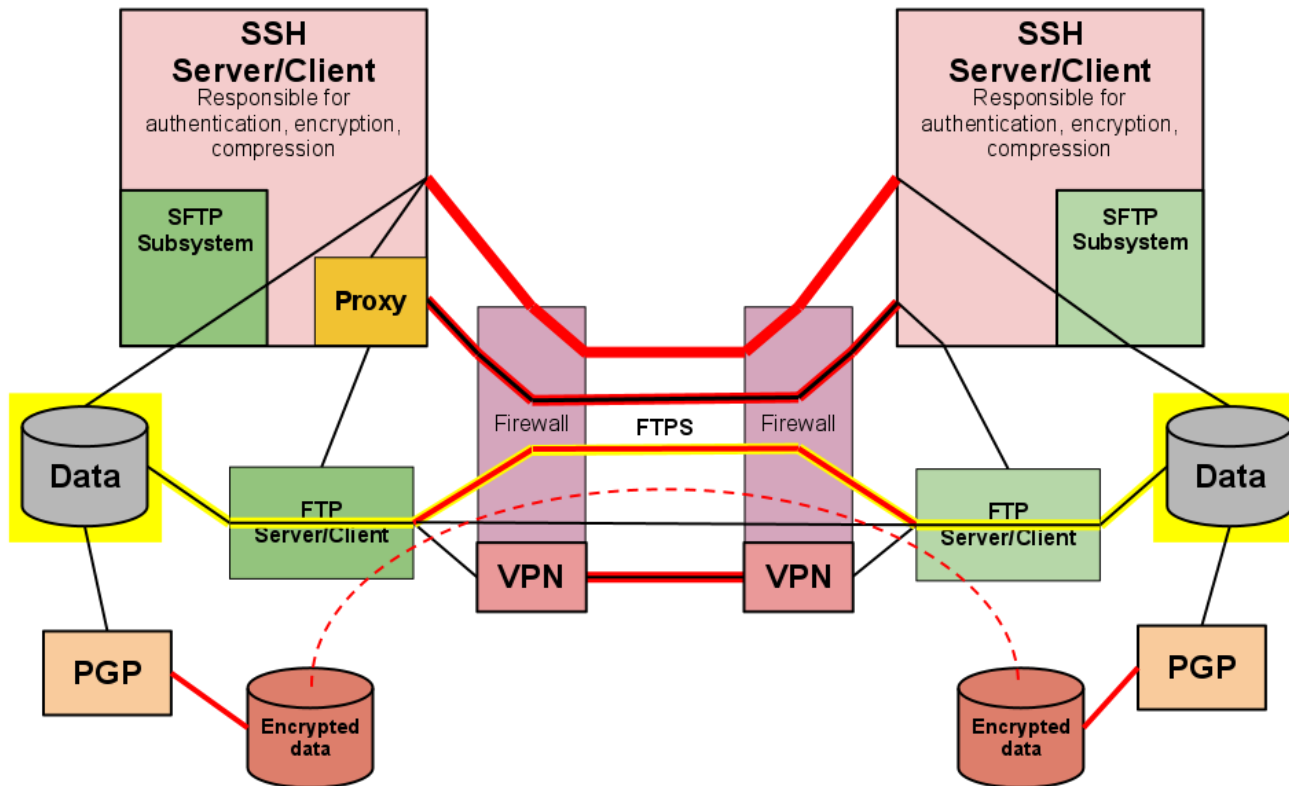 SSH
Server/Client
Responsible for
authentication, encryption,
compression
SFTP
Subsystem
Proxy
SSH
Server/Client
Responsible for
authentication, encryption,
compression
SFTP
Subsystem
Firewall
FTPS
Firewall
Data
FTP
Server/Client
VPN
VPN
FTP
Server/Client
Data
PGP
Encrypted
data
Encrypted
data
PGP